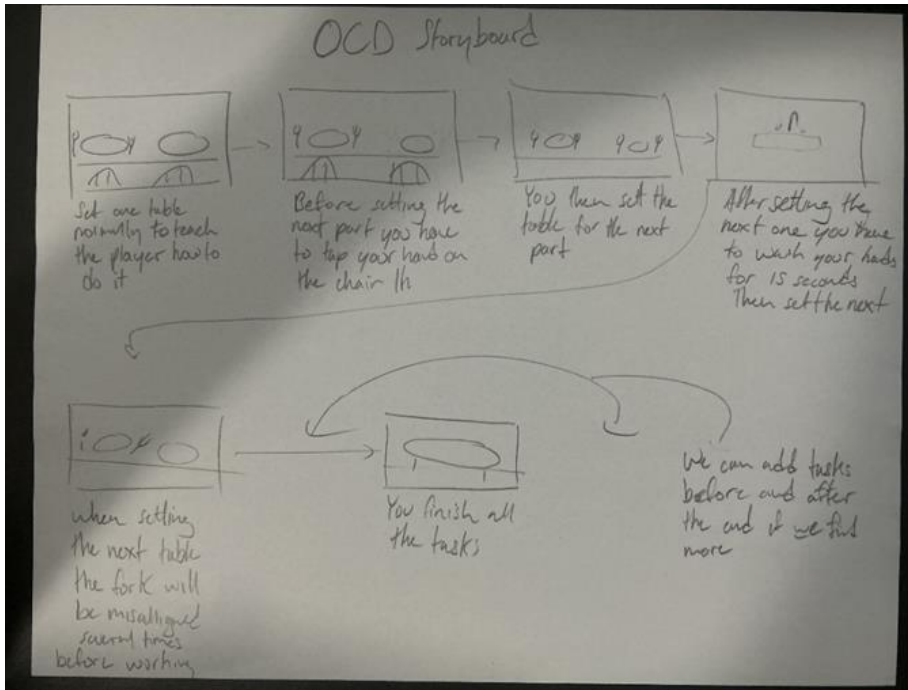 OCD Storyboard
Set one table
normally to teach
the player how to
do it
Before setting the
next part you have
to tap your hand on
the chair
You then set the
table for the next
part
After setting the
next one you have
to wash your hands
for 15 seconds
Then set the next
when setting
the next table
the fork will
be misalligned
several times
before working
You finish all
the tasks
We can add tasks
before and after
the end if we find
more